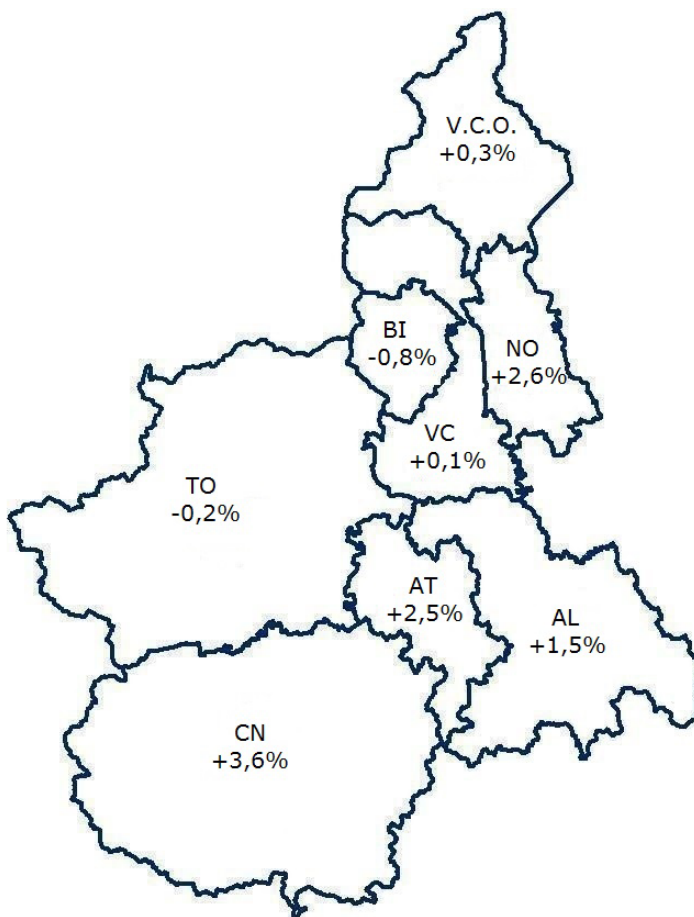 V.C.O.
+0,3%
BI
-0,8%
NO
+2,6%
VC
+0,1%
TO
-0,2%
AT
+2,5%
AL
+1,5%
CN
+3,6%